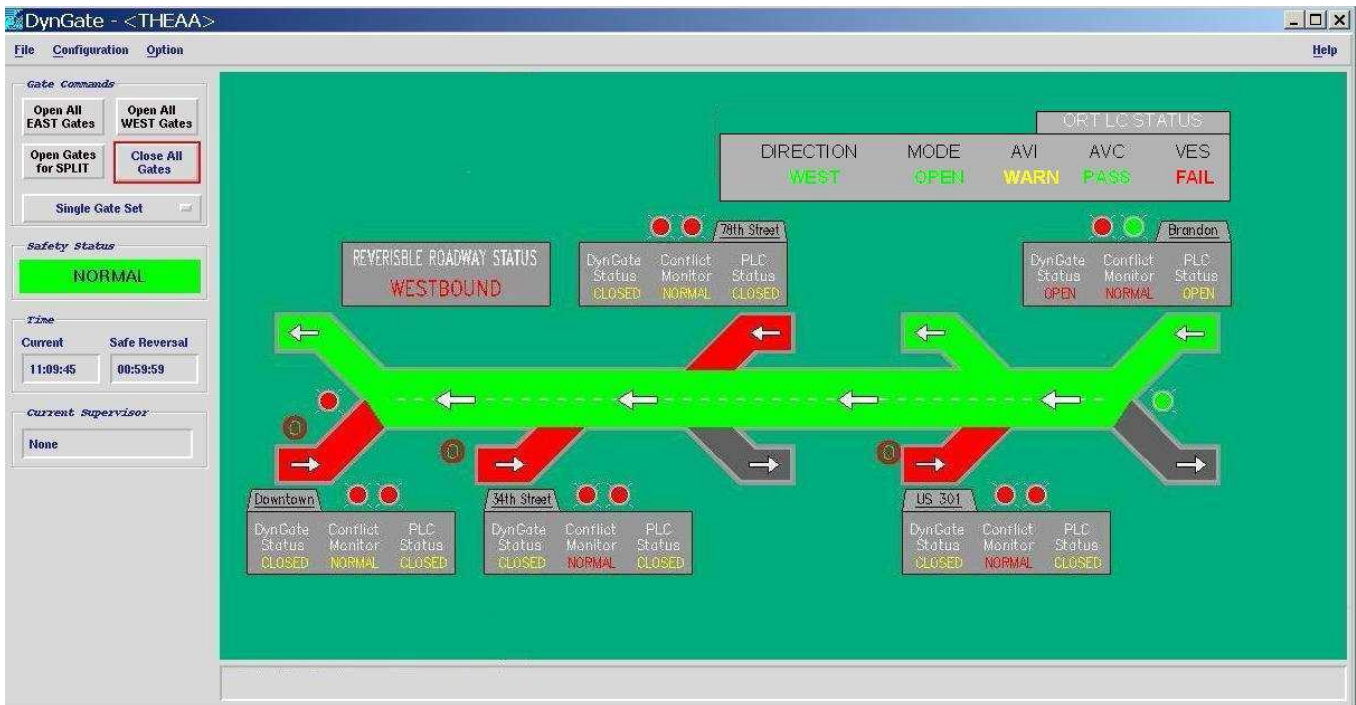 DynGate - <THEAA>
File Configuration Option Help
Gate Commands
Open All EAST Gates
Open All WEST Gates
Open Gates for SPLIT
Close All Gates
Single Gate Set
Safety Status
NORMAL
Time
Current Safe Reversal
11:09:45 00:59:59
Current Supervisor
None
ORT LC STATUS
DIRECTION MODE AVI AVC VES
WEST OPEN WARN PASS FAIL
REVERISBLE ROADWAY STATUS
WESTBOUND
78th Street
DynGate Conflict PLC
Status Monitor Status
CLOSED NORMAL CLOSED
Brandon
DynGate Conflict PLC
Status Monitor Status
OPEN NORMAL OPEN
Downtown
DynGate Conflict PLC
Status Monitor Status
CLOSED NORMAL CLOSED
34th Street
DynGate Conflict PLC
Status Monitor Status
CLOSED NORMAL CLOSED
US 301
DynGate Conflict PLC
Status Monitor Status
CLOSED NORMAL CLOSED